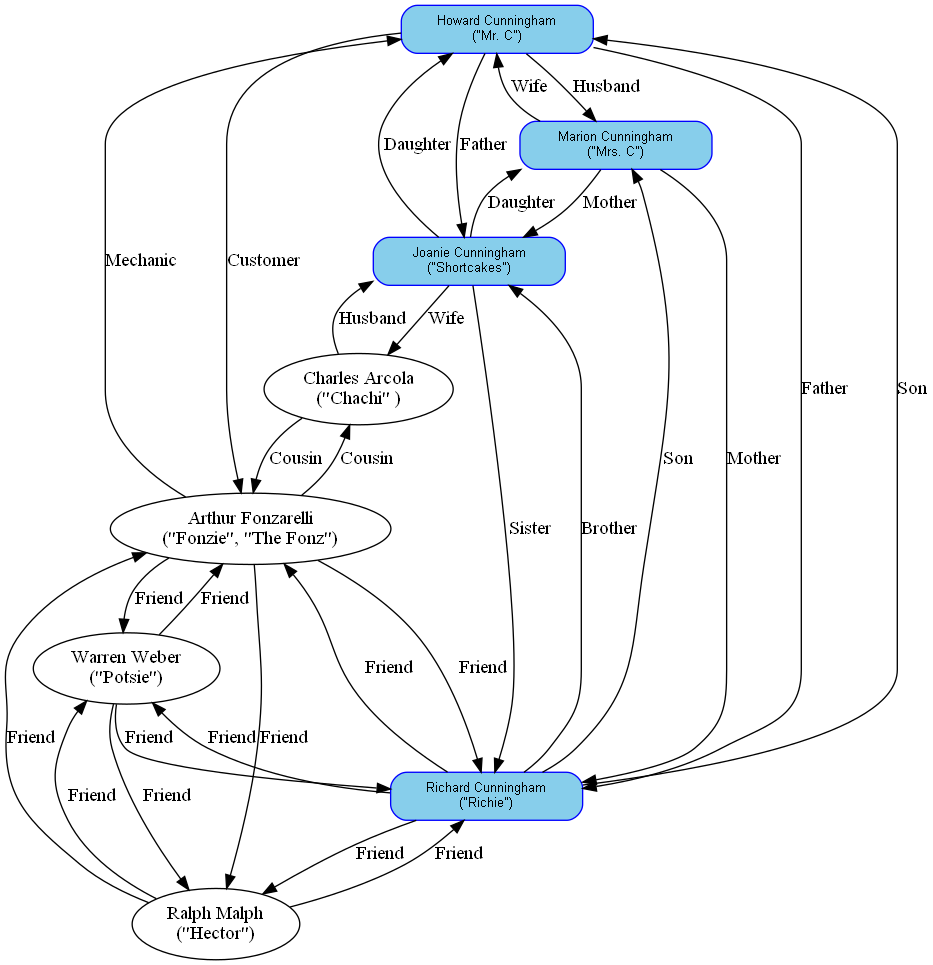 Howard Cunningham
("Mr. C")
Wife
Husband
Marion Cunningham
("Mrs. C")
Daughter
Father
Daughter
Mother
Joanie Cunningham
("Shortcakes")
Mechanic
Customer
Husband
Wife
Charles Arcola
("Chachi" )
Father
Son
Cousin
Cousin
Son
Mother
Arthur Fonzarelli
("Fonzie", "The Fonz")
Sister
Brother
Friend
Friend
Warren Weber
("Potsie")
Friend
Friend
Friend
Friend
Friend
Friend
Friend
Friend
Richard Cunningham
("Richie")
Friend
Friend
Ralph Malph
("Hector")